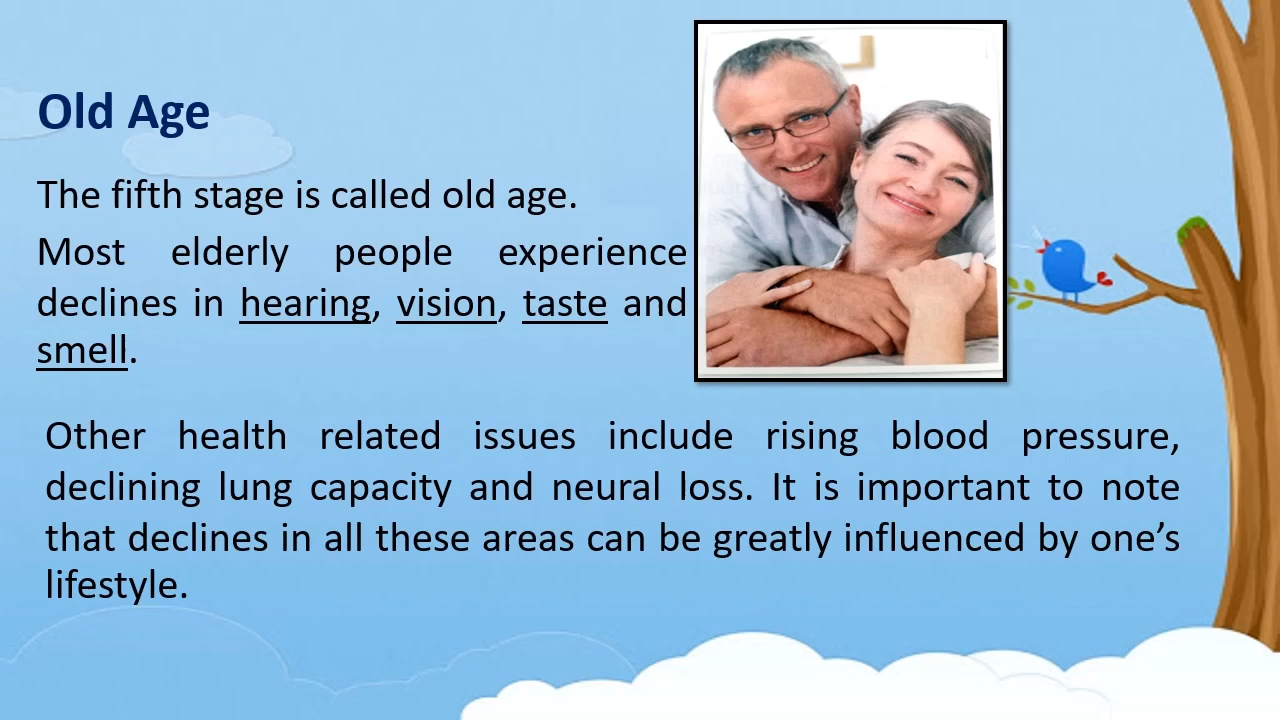 Old Age
The fifth stage is called old age.
Most elderly people experience
declines in hearing, vision, taste and
smell.
Other health related issues include rising blood pressure,
declining lung capacity and neural loss. It is important to note
that declines in all these areas can be greatly influenced by one’s
lifestyle.